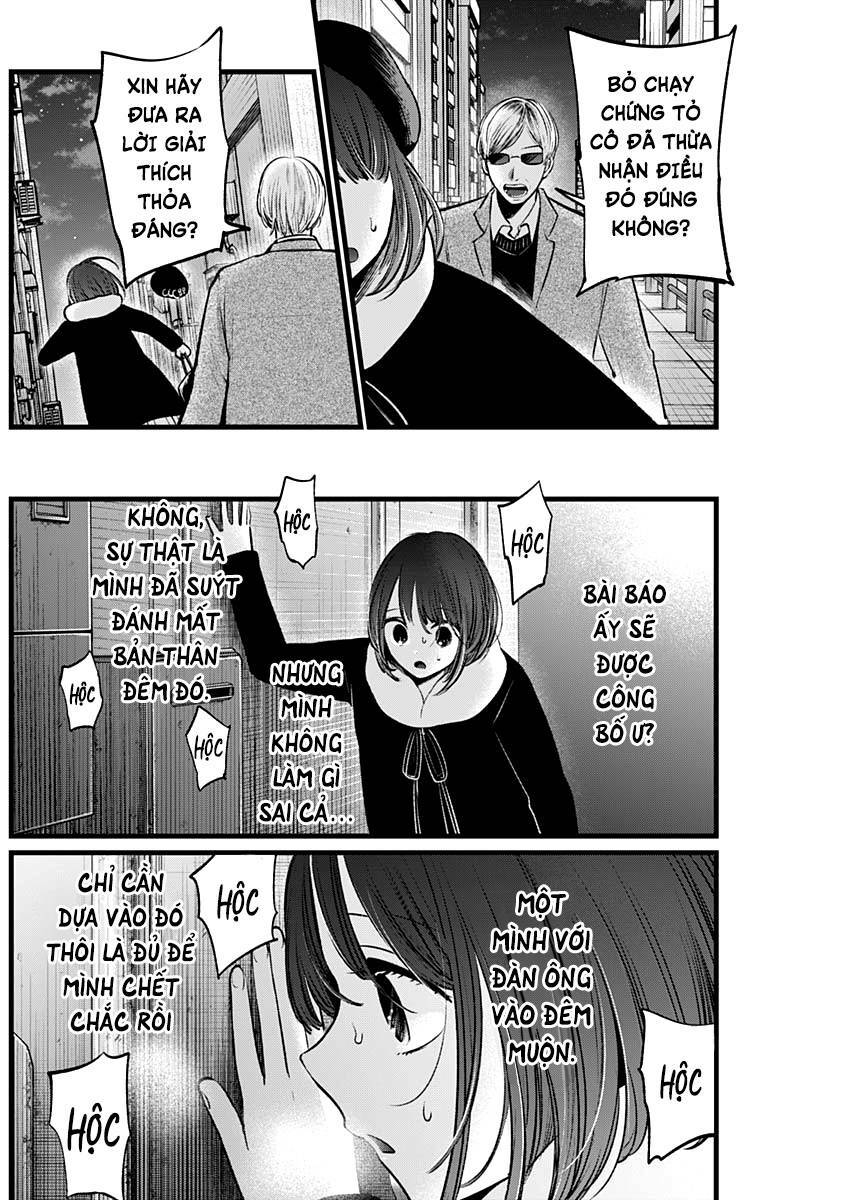 BỎ CHẠY
CHỨNG TỎ
CÔ ĐÃ THỪA
NHẬN ĐIỀU
ĐÓ ĐÚNG
KHÔNG?
XIN HÃY
ĐƯA RA
LỜI GIẢI
THÍCH
THỎA
ĐÁNG?
BÀI BÁO
ẤY SẼ
ĐƯỢC
CÔNG
BỐ Ư?
HỘC
HỘC
NHƯNG
MÌNH
KHÔNG
LÀM GÌ
SAI CẢ...
KHÔNG,
SỰ THẬT LÀ
MÌNH ĐÃ SUÝT
ĐÁNH MẤT
BẢN THÂN
ĐÊM ĐÓ.
HỘC
HỘC
MỘT
MÌNH VỚI
ĐÀN ÔNG
VÀO ĐÊM
MUỘN.
HỘC
HỘC
CHỈ CẦN
DỰA VÀO ĐÓ
THÔI LÀ ĐỦ ĐỂ
MÌNH CHẾT
CHẮC RỒI
HỘC